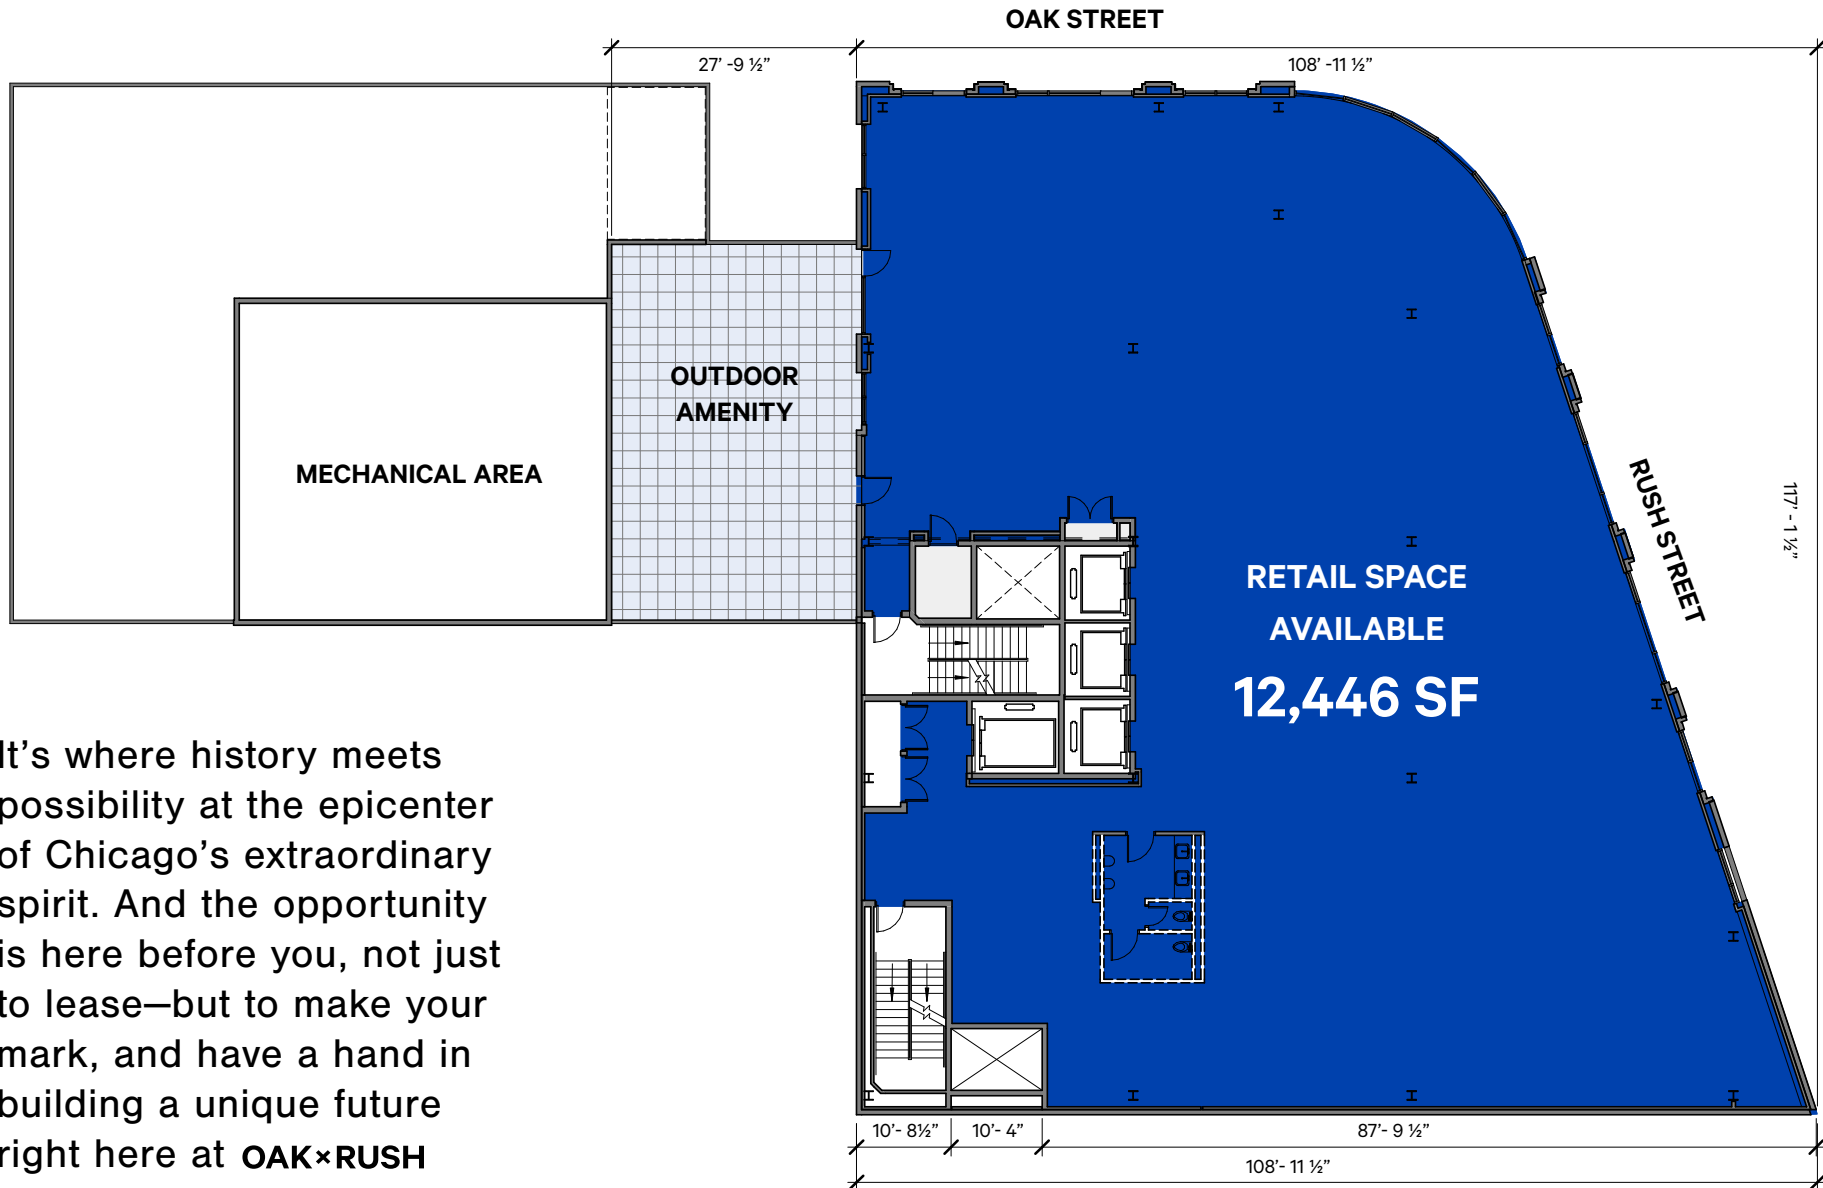 OAK STREET
27’ -9 ½”
108’ -11 ½”
OUTDOOR
AMENITY
MECHANICAL AREA
RUSH STREET
117’ - 1 ½”
RETAIL SPACE
AVAILABLE
12,446 SF
It’s where history meets
possibility at the epicenter
of Chicago’s extraordinary
spirit. And the opportunity
is here before you, not just
to lease—but to make your
mark, and have a hand in
building a unique future
right here at OAK×RUSH
10’- 8½”
10’- 4”
87’- 9 ½”
108’- 11 ½”